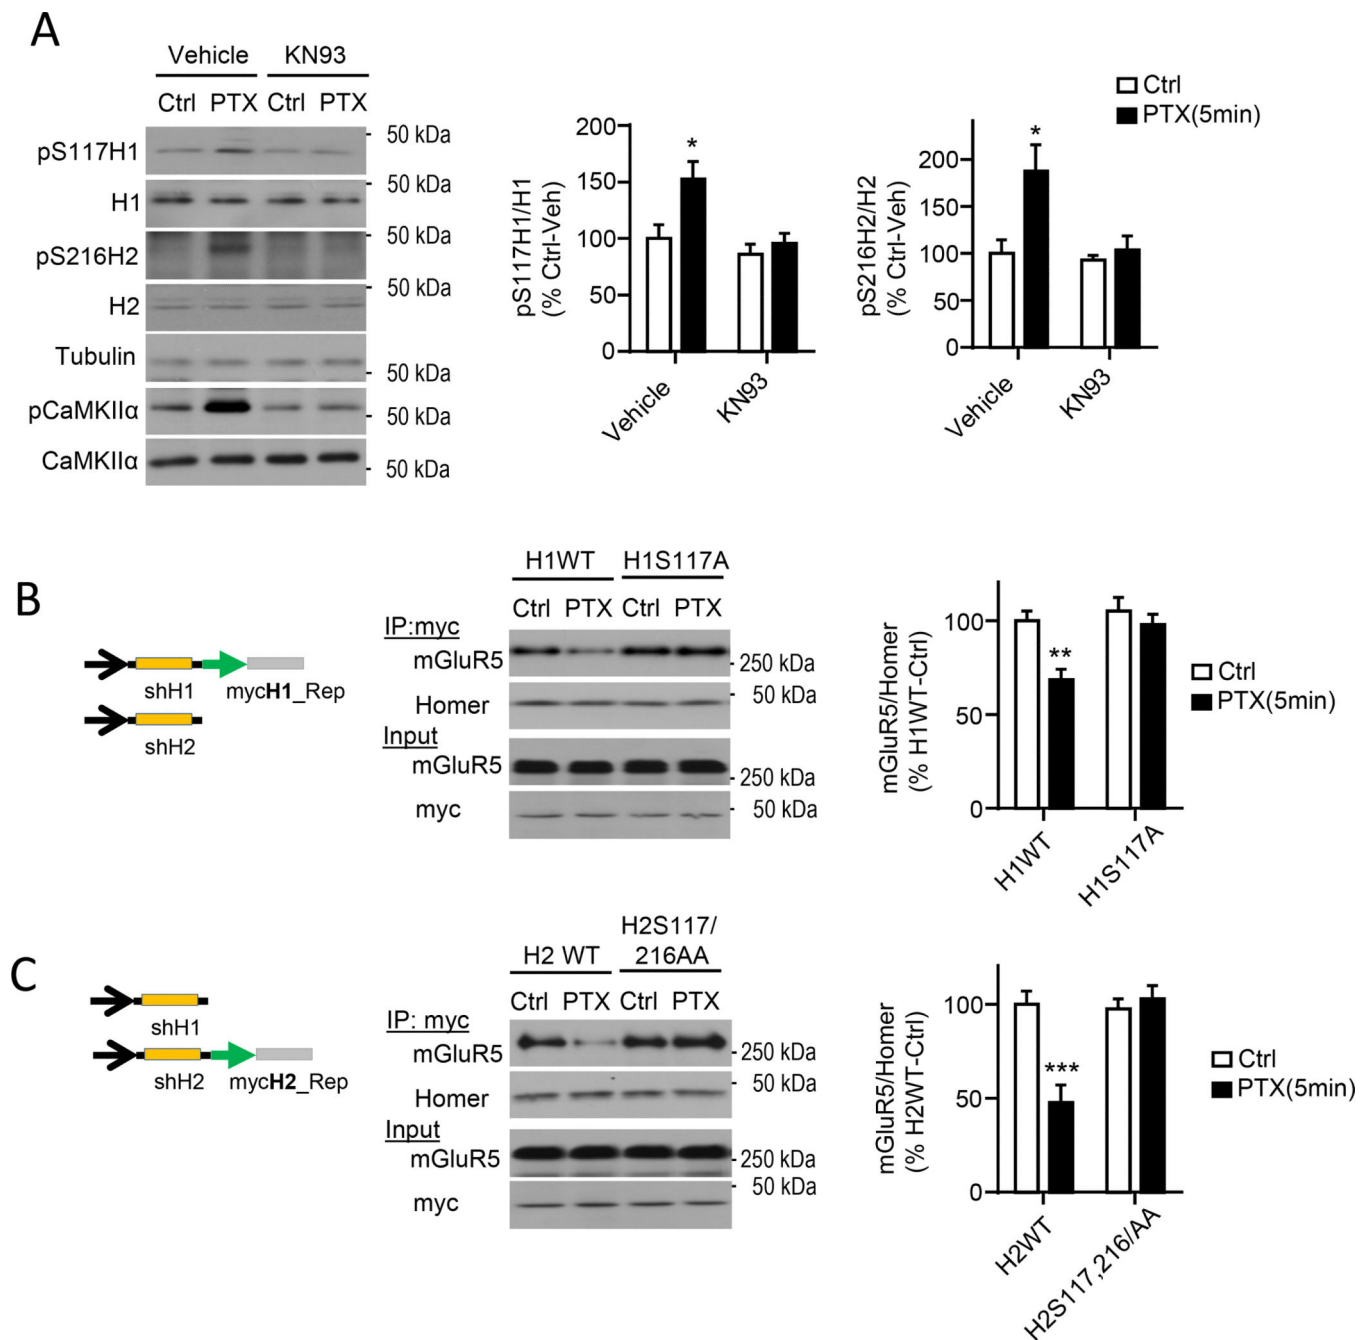 A
Vehicle KN93
Ctrl PTX Ctrl PTX
pS117H1
50 kDa
H1
50 kDa
pS216H2
50 kDa
H2
50 kDa
Tubulin
50 kDa
pCaMKIIα
50 kDa
CaMKIIα
50 kDa
pS117H1/H1
(% Ctrl-Veh)
200
150
100
50
0
*
Vehicle
KN93
pS216H2/H2
(% Ctrl-Veh)
200
150
100
50
0
*
Vehicle
KN93
Ctrl
PTX(5min)
B
shH1
mycH1_Rep
shH2
H1WT H1S117A
Ctrl PTX Ctrl PTX
IP:myc
mGluR5
250 kDa
Homer
50 kDa
Input
mGluR5
250 kDa
myc
50 kDa
mGluR5/Homer
(% H1WT-Ctrl)
100
50
0
**
H1WT
H1S117A
Ctrl
PTX(5min)
C
shH1
shH2
mycH2_Rep
H2 WT
H2S117/
216AA
Ctrl PTX Ctrl PTX
IP: myc
mGluR5
250 kDa
Homer
50 kDa
Input
mGluR5
250 kDa
myc
50 kDa
mGluR5/Homer
(% H2WT-Ctrl)
100
50
0
***
H2WT
H2S117,216/AA
Ctrl
PTX(5min)